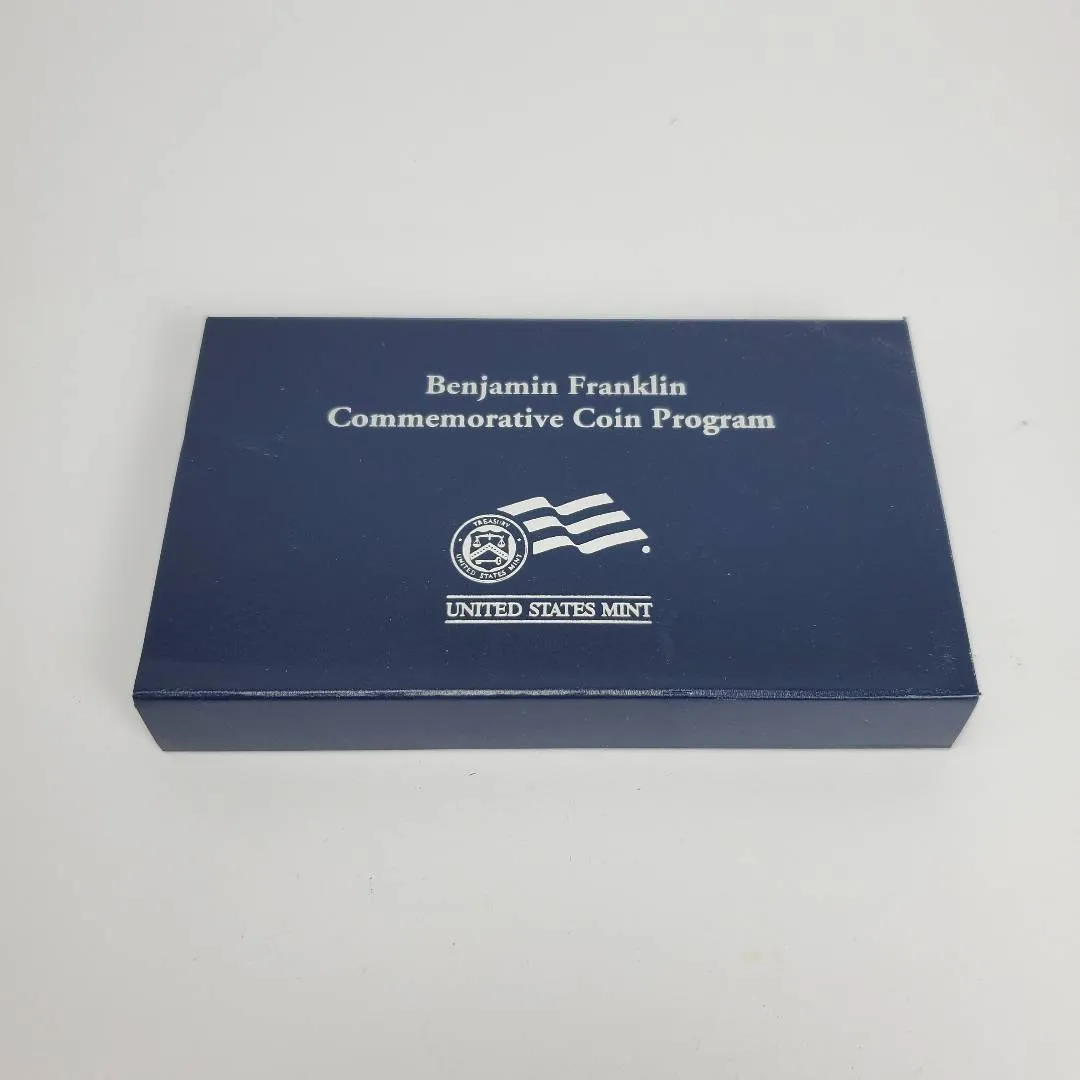 Benjamin Franklin
Commemorative Coin Program
TREASURY
UNITED STATES MINT
UNITED STATES MINT